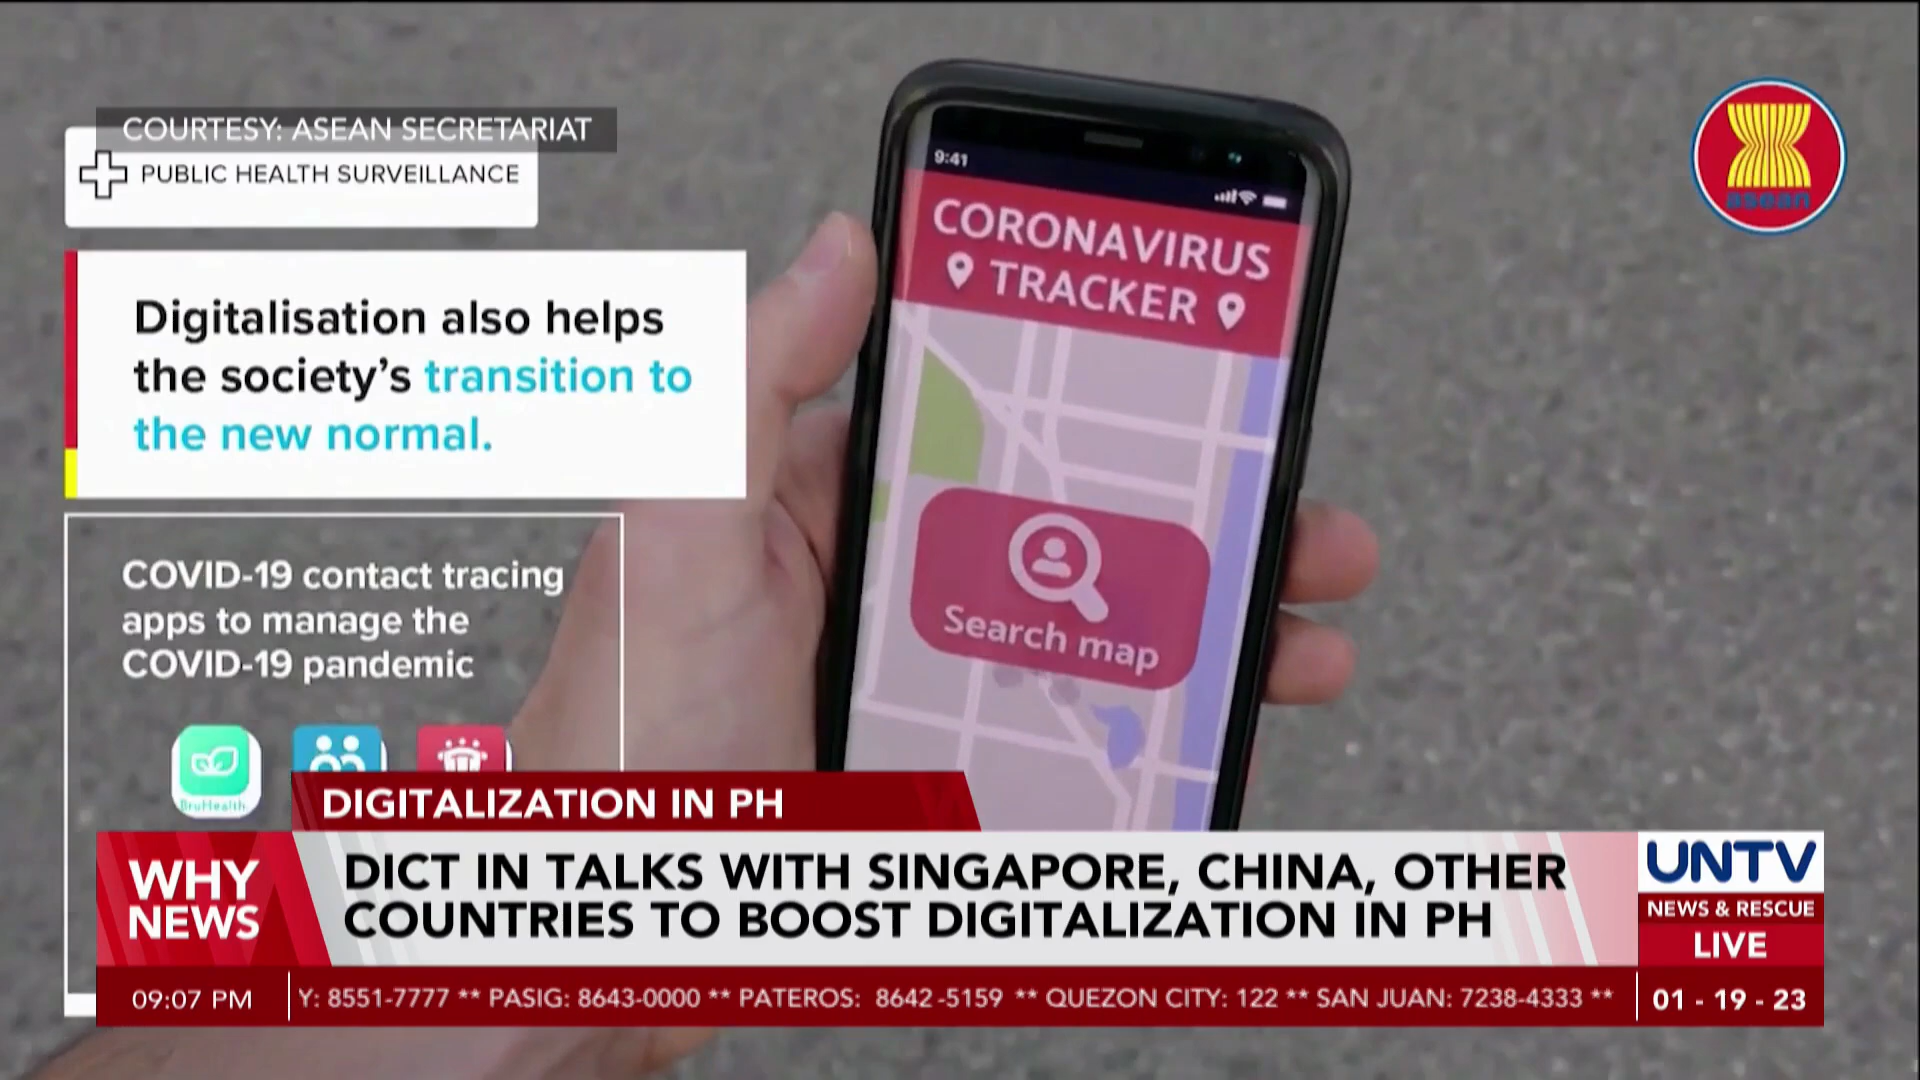 COURTESY: ASEAN SECRETARIAT
PUBLIC HEALTH SURVEILLANCE
Digitalisation also helps
the society's transition to
the new normal.
COVID-19 contact tracing
apps to manage the
COVID-19 pandemic
BruHealth
9:41
CORONAVIRUS
TRACKER
Search map
asean
DIGITALIZATION IN PH
WHY
NEWS
DICT IN TALKS WITH SINGAPORE, CHINA, OTHER
COUNTRIES TO BOOST DIGITALIZATION IN PH
UNTV
NEWS & RESCUE
LIVE
09:07 PM
Y: 8551-7777 ** PASIG: 8643-0000 ** PATEROS: 8642-5159 ** QUEZON CITY: 122 ** SAN JUAN: 7238-4333 **
01 - 19 - 23